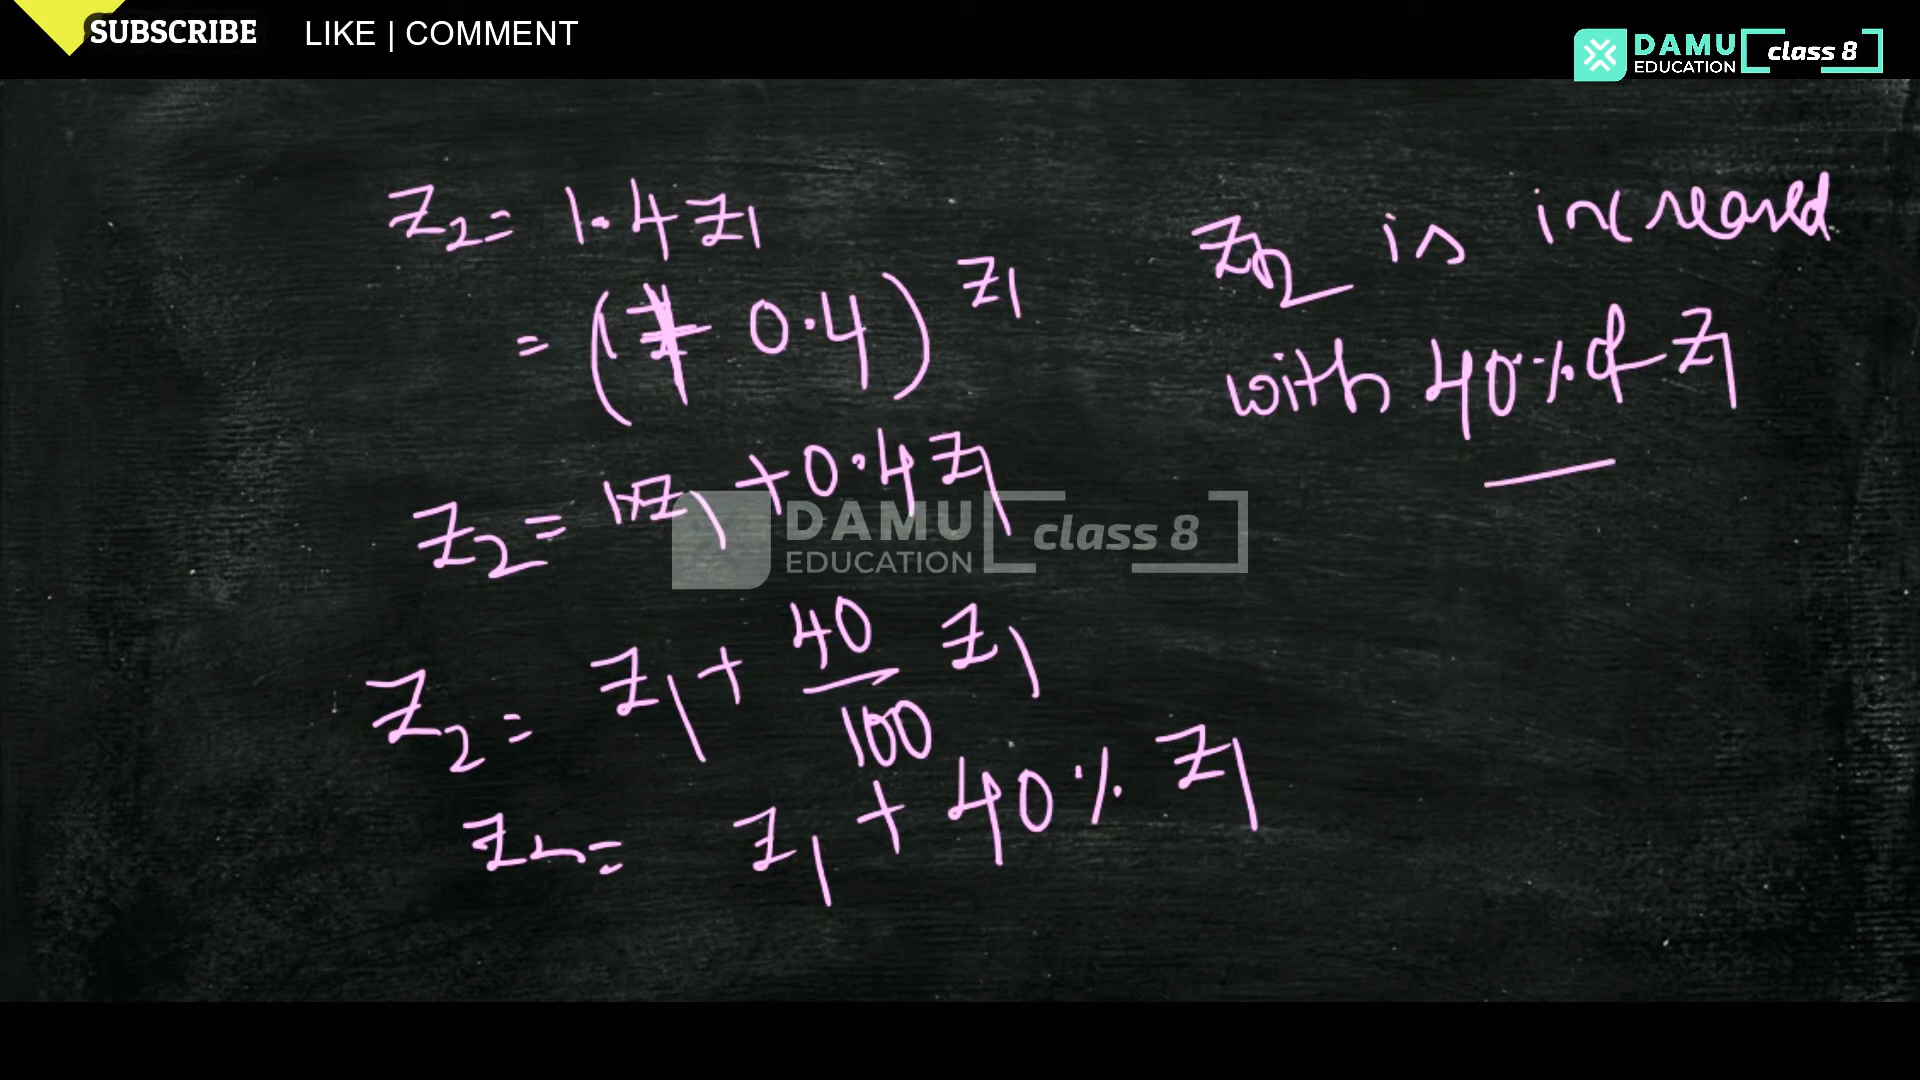 SUBSCRIBE LIKE | COMMENT
DAMU EDUCATION class 8
z₂ = 1.4 z₁
= (1 + 0.4) z₁
z₂ = 1z₁ + 0.4 z₁
z₂ = z₁ + 40/100 z₁
z₂ = z₁ + 40% z₁
z₂ is increased
with 40% of z₁
DAMU EDUCATION class 8